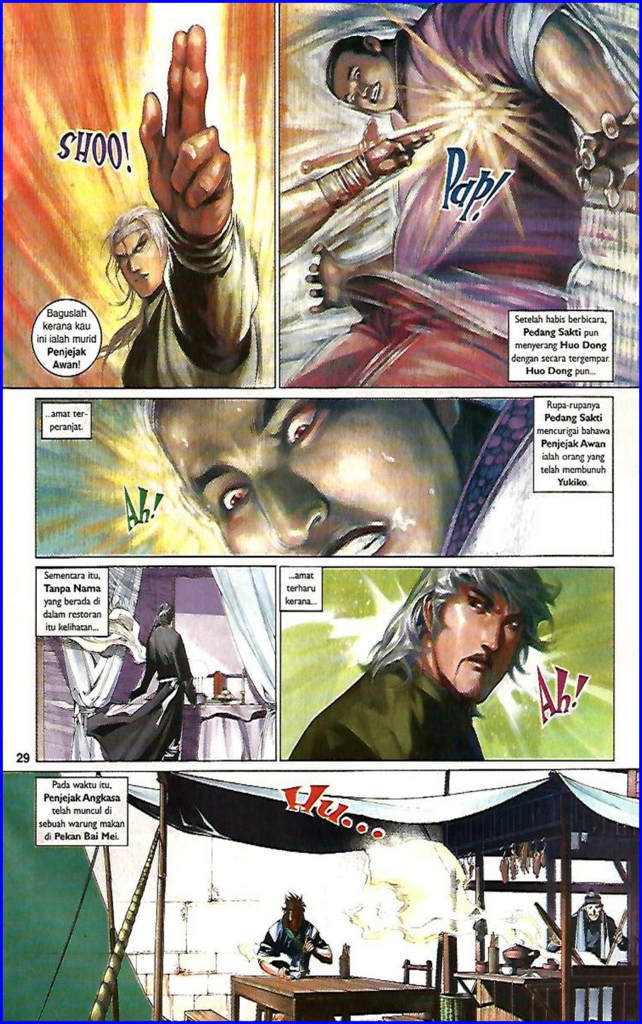 SHOO!
Baguslah
kerana kau
ini ialah murid
Penjejak
Awan!
Pap!
Setelah habis berbicara,
Pedang Sakti pun
menyerang Huo Dong
dengan secara tergempar.
Huo Dong pun...
...amat ter-
peranjat.
Rupa-rupanya
Pedang Sakti
mencurigai bahawa
Penjejak Awan
ialah orang yang
telah membunuh
Yukiko.
Ah!
Sementara itu,
Tanpa Nama
yang berada di
dalam restoran
itu kelihatan...
...amat
terharu
kerana...
Ah!
29
Pada waktu itu,
Penjejak Angkasa
telah muncul di
sebuah warung makan
di Pekan Bai Mei.
Hu...